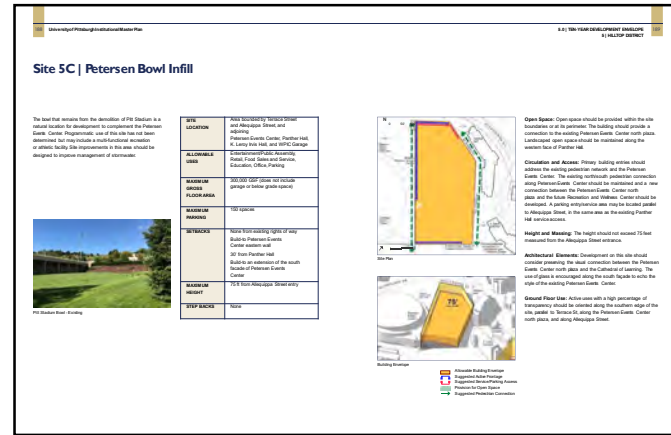 University of Pittsburgh Institutional Master Plan
5.0 | TEN-YEAR DEVELOPMENT ENVELOPE
5 | HILLTOP DISTRICT
Site 5C | Petersen Bowl Infill
The bowl that remains from the demolition of Pitt Stadium is a
natural location for development to complement the Petersen
Events Center. Programmatic use of this site has not been
determined but may include a multi-functional recreation
or athletic facility. Site improvements in this area should be
designed to improve management of stormwater.
Pitt Stadium Bowl - Existing
SITE LOCATION
Area bounded by Terrace Street
and Allequippa Street, and
adjoining
Petersen Events Center, Panther Hall,
K. Leroy Irvis Hall, and WPIC Garage
ALLOWABLE USES
Entertainment/Public Assembly,
Retail, Food Sales and Service,
Education, Office, Parking
MAXIMUM GROSS FLOOR AREA
300,000 GSF (does not include
garage or below grade space)
MAXIMUM PARKING
150 spaces
SETBACKS
None from existing rights of way
Build-to Petersen Events
Center eastern wall
30' from Panther Hall
Build-to an extension of the south
facade of Petersen Events
Center
MAXIMUM HEIGHT
75 ft from Allequippa Street entry
STEP BACKS
None
N
Site Plan
75'
Building Envelope
Allowable Building Envelope
Suggested Active Frontage
Suggested Service/Parking Access
Provision for Open Space
Suggested Pedestrian Connection
Open Space: Open space should be provided within the site
boundaries or at its perimeter. The building should provide a
connection to the existing Petersen Events Center north plaza.
Landscaped open space should be maintained along the
western face of Panther Hall.
Circulation and Access: Primary building entries should
address the existing pedestrian network and the Petersen
Events Center. The existing north/south pedestrian connection
along Petersen Events Center should be maintained and a new
connection between the Petersen Events Center north
plaza and the future Recreation and Wellness Center should be
developed. A parking entry/service area may be located parallel
to Allequippa Street, in the same area as the existing Panther
Hall service access.
Height and Massing: The height should not exceed 75 feet
measured from the Allequippa Street entrance.
Architectural Elements: Development on this site should
consider preserving the visual connection between the Petersen
Events Center north plaza and the Cathedral of Learning. The
use of glass is encouraged along the south façade to echo the
style of the existing Petersen Events Center.
Ground Floor Use: Active uses with a high percentage of
transparency should be oriented along the southern edge of the
site, parallel to Terrace St, along the Petersen Events Center
north plaza, and along Allequippa Street.